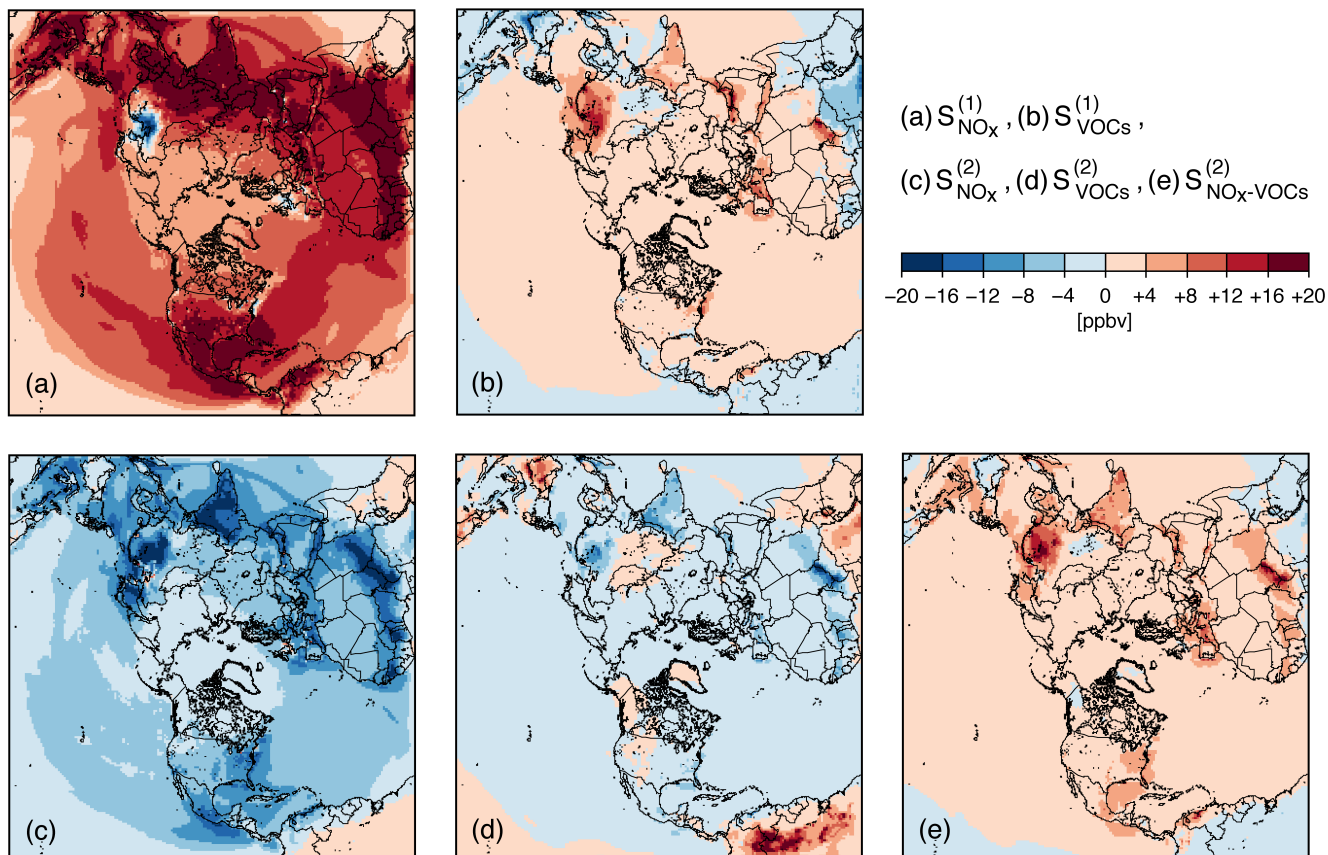 (a) S(1)NOx , (b) S(1)VOCs ,
(c) S(2)NOx , (d) S(2)VOCs , (e) S(2)NOx-VOCs
−20 −16 −12 −8 −4 0 +4 +8 +12 +16 +20
[ppbv]
(a)
(b)
(c)
(d)
(e)